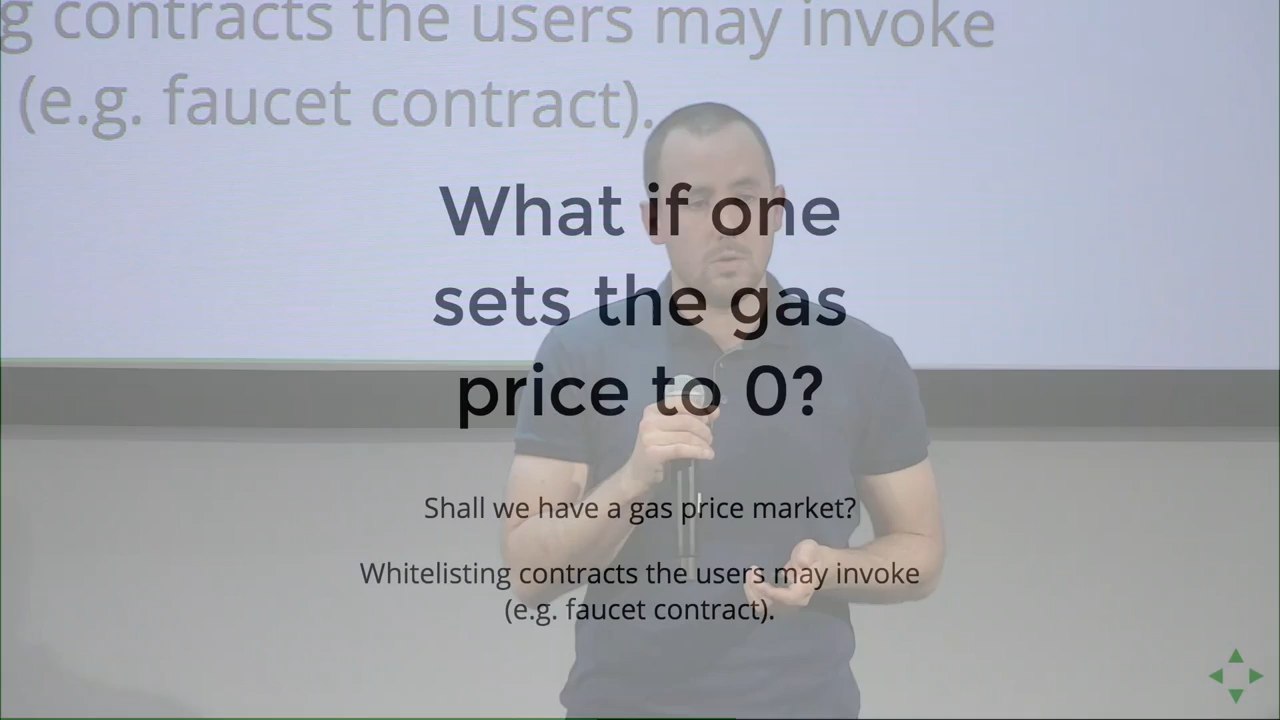 g contracts the users may invoke
(e.g. faucet contract).
What if one
sets the gas
price to 0?
Shall we have a gas price market?
Whitelisting contracts the users may invoke
(e.g. faucet contract).